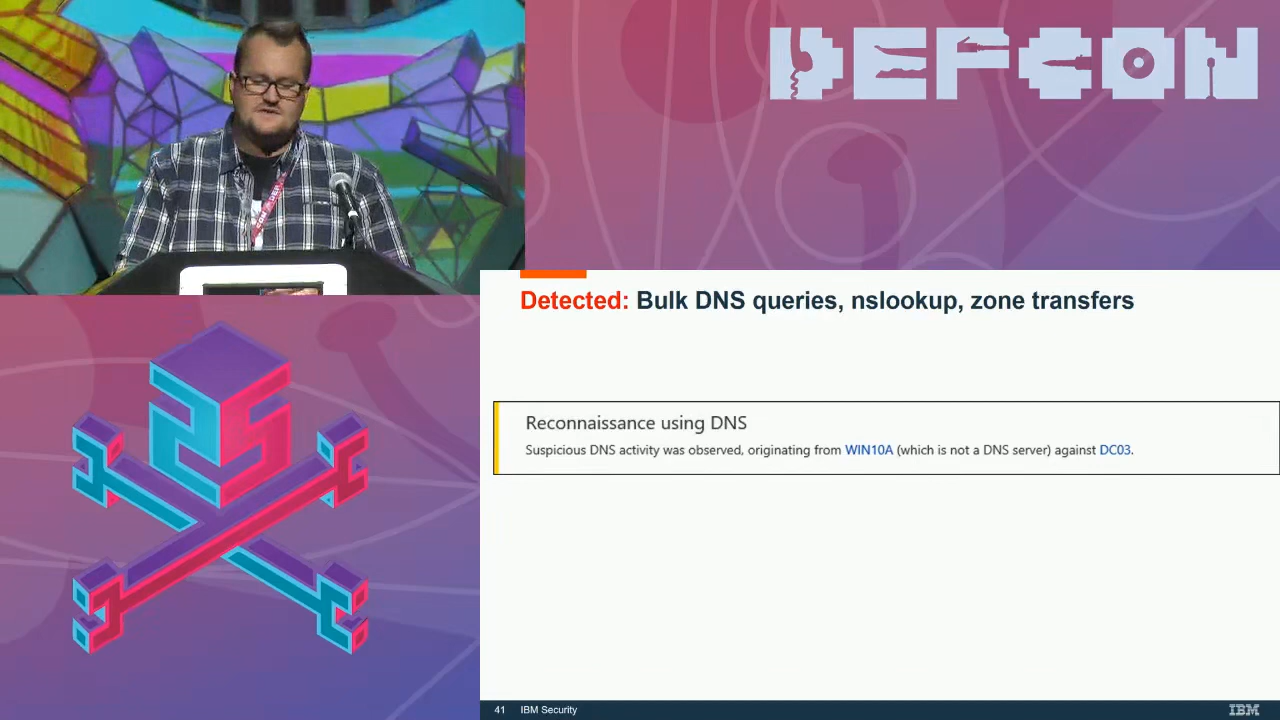 DEFCON
Detected: Bulk DNS queries, nslookup, zone transfers
Reconnaissance using DNS
Suspicious DNS activity was observed, originating from WIN10A (which is not a DNS server) against DC03.
41 IBM Security
IBM